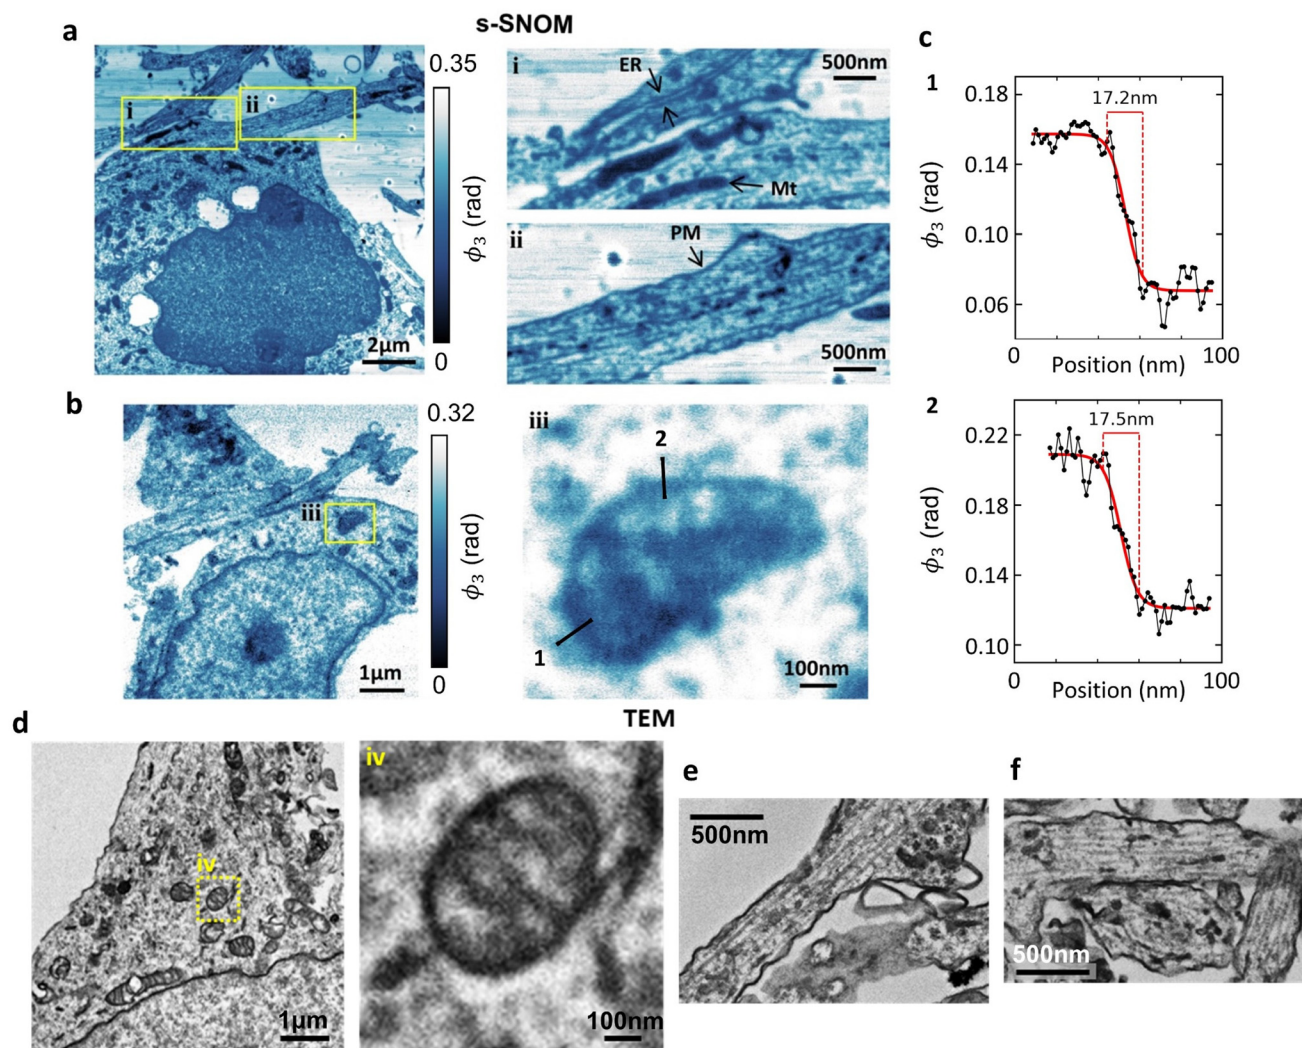 s-SNOM
a
i
ii
2μm
0.35
ϕ3 (rad)
0
i
ER
500nm
Mt
ii
PM
500nm
b
iii
1μm
0.32
ϕ3 (rad)
0
iii
2
1
100nm
c
1
17.2nm
0.18
0.14
0.10
0.06
ϕ3 (rad)
0 100
Position (nm)
2
17.5nm
0.22
0.18
0.14
0.10
ϕ3 (rad)
0 100
Position (nm)
TEM
d
iv
1μm
iv
100nm
e
500nm
f
500nm